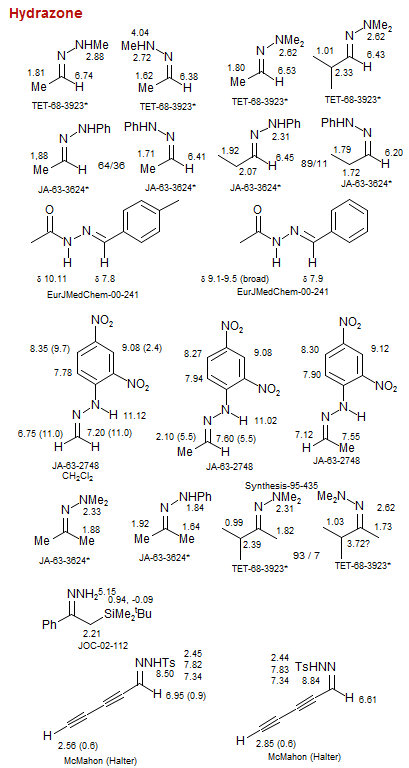 Hydrazone
4.04
NHMe MeHN NMe2 NMe2
2.88 2.72 2.62 2.62
1.81 6.74 1.62 6.38 1.80 6.53 1.01 6.43
Me H Me H Me H 2.33 H
TET-68-3923* TET-68-3923* TET-68-3923* TET-68-3923*
NHPh PhHN NHPh PhHN
2.31
1.88 64/36 1.71 6.41 1.92 6.45 89/11 1.79 6.20
Me H Me H 2.07 H 1.72 H
JA-63-3624* JA-63-3624* JA-63-3624* JA-63-3624*
O N N H H O N N H H
δ 10.11 δ 7.8 δ 9.1-9.5 (broad) δ 7.9
EurJMedChem-00-241 EurJMedChem-00-241
NO2 NO2 NO2
8.35 (9.7) 9.08 (2.4) 8.27 9.08 8.30 9.12
7.78 NO2 7.94 NO2 7.90 NO2
N H 11.12 N H 11.02 N H
6.75 (11.0) 7.20 (11.0) 2.10 (5.5) 7.60 (5.5) 7.12 7.55
H H Me H H Me
JA-63-2748 JA-63-2748 JA-63-2748
CH2Cl2
Synthesis-95-435
NMe2 NHPh NMe2 Me2N
2.33 1.84 2.31 2.62
1.88 1.92 1.64 0.99 1.82 1.03 1.73
Me Me Me Me 2.39 93 / 7 3.72?
JA-63-3624* JA-63-3624* TET-68-3923* TET-68-3923*
NNH2 5.15
0.94, -0.09
Ph SiMe2tBu
2.21
JOC-02-112
NNHTs 2.45 2.44
8.50 7.82 7.83 TsHNN
7.34 7.34 8.84
H 6.95 (0.9) H 6.61
H 2.56 (0.6) H 2.85 (0.6)
McMahon (Halter) McMahon (Halter)